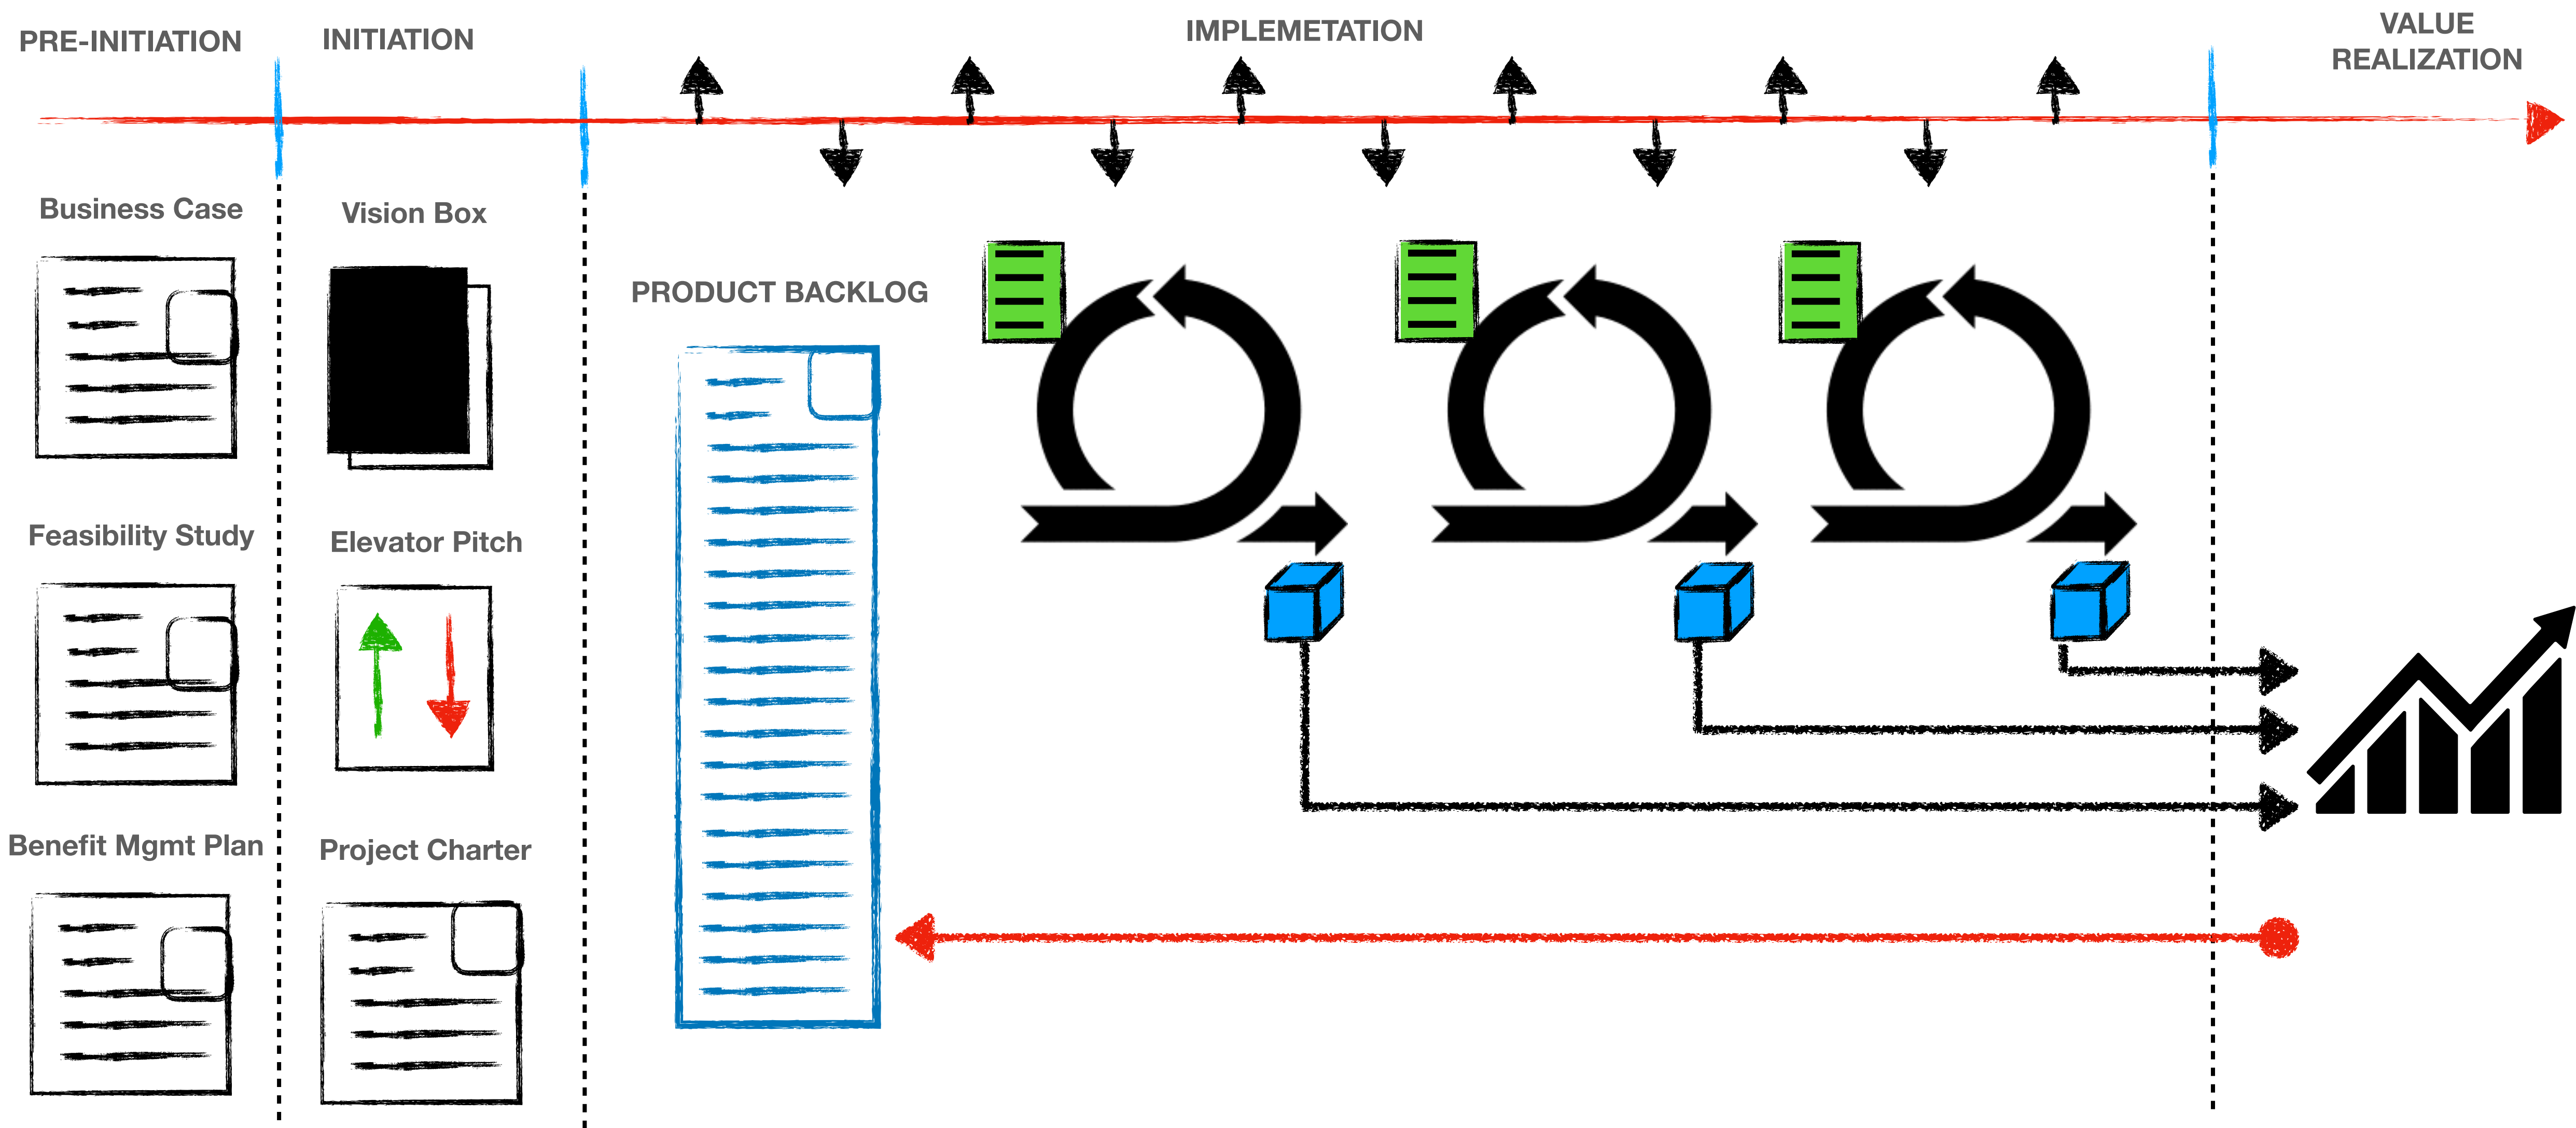 PRE-INITIATION
INITIATION
IMPLEMETATION
VALUE
REALIZATION
Business Case
Vision Box
PRODUCT BACKLOG
Feasibility Study
Elevator Pitch
Benefit Mgmt Plan
Project Charter